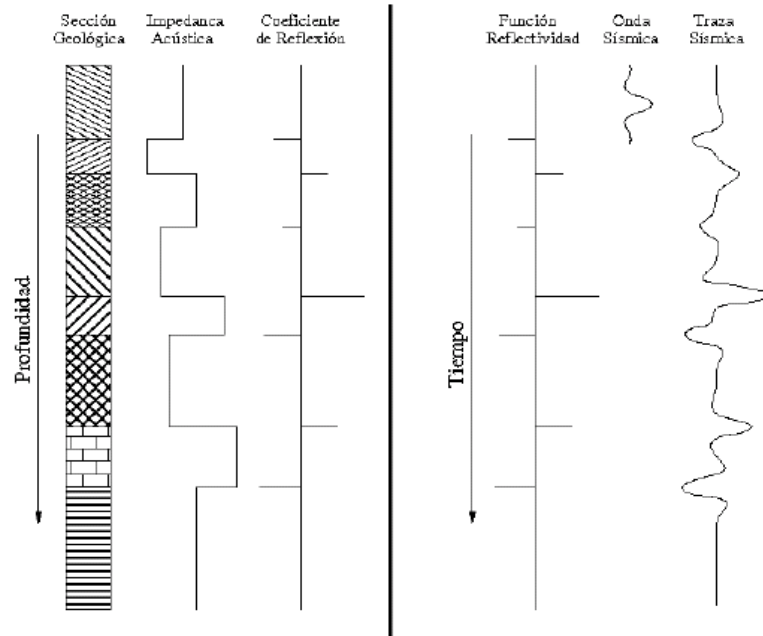 Sección
Geológica
Impedanca
Acústica
Coeficiente
de Reflexión
Función
Reflectividad
Onda
Sísmica
Traza
Sísmica
Profundidad
Tiempo